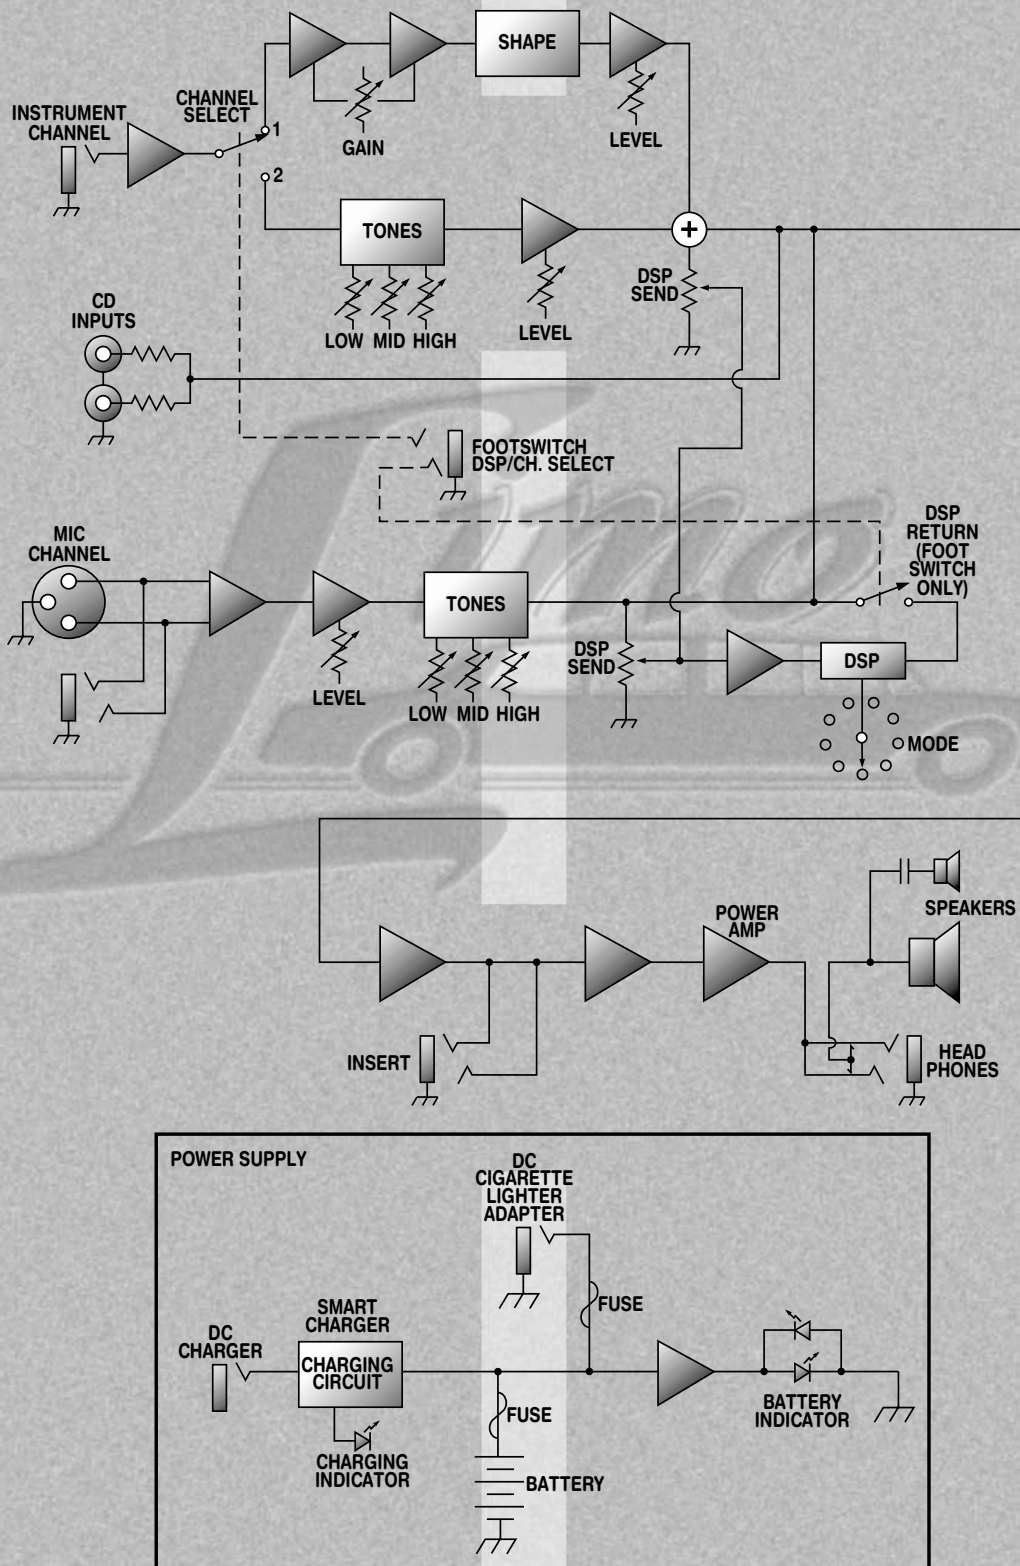 SHAPE
CHANNEL
SELECT
INSTRUMENT
CHANNEL
1
2
GAIN
LEVEL
TONES
+
LOW MID HIGH
LEVEL
DSP
SEND
CD
INPUTS
FOOTSWITCH
DSP/CH. SELECT
MIC
CHANNEL
DSP
RETURN
(FOOT
SWITCH
ONLY)
TONES
LEVEL
LOW MID HIGH
DSP
SEND
DSP
MODE
Limo
SPEAKERS
POWER
AMP
INSERT
HEAD
PHONES
POWER SUPPLY
DC
CIGARETTE
LIGHTER
ADAPTER
FUSE
SMART
CHARGER
DC
CHARGER
CHARGING
CIRCUIT
FUSE
CHARGING
INDICATOR
BATTERY
BATTERY
INDICATOR